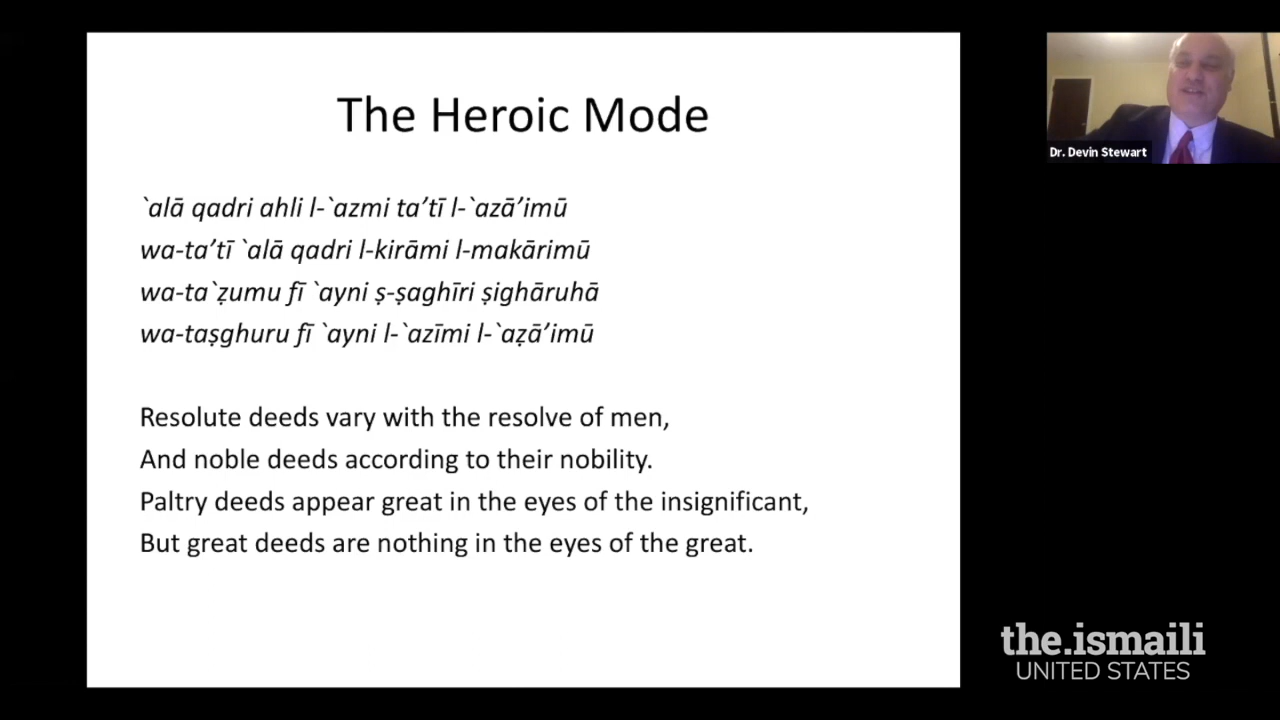 The Heroic Mode
`alā qadri ahli l-`azmi ta’tī l-`azā’imū
wa-ta’tī `alā qadri l-kirāmi l-makārimū
wa-ta`ẓumu fī `ayni ṣ-ṣaghīri ṣighāruhā
wa-taṣghuru fī `ayni l-`azīmi l-`aẓā’imū
Resolute deeds vary with the resolve of men,
And noble deeds according to their nobility.
Paltry deeds appear great in the eyes of the insignificant,
But great deeds are nothing in the eyes of the great.
Dr. Devin Stewart
the.ismaili
UNITED STATES